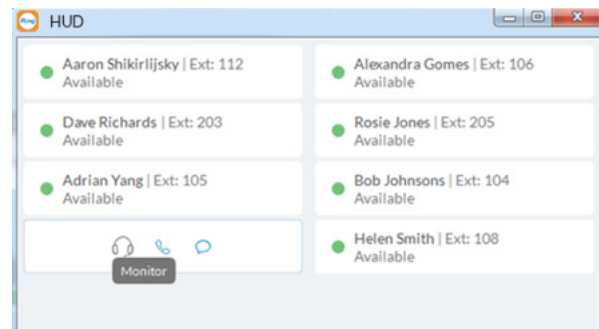 Ring HUD
Aaron Shikirlijsky | Ext: 112
Available
Alexandra Gomes | Ext: 106
Available
Dave Richards | Ext: 203
Available
Rosie Jones | Ext: 205
Available
Adrian Yang | Ext: 105
Available
Bob Johnsons | Ext: 104
Available
Monitor
Helen Smith | Ext: 108
Available